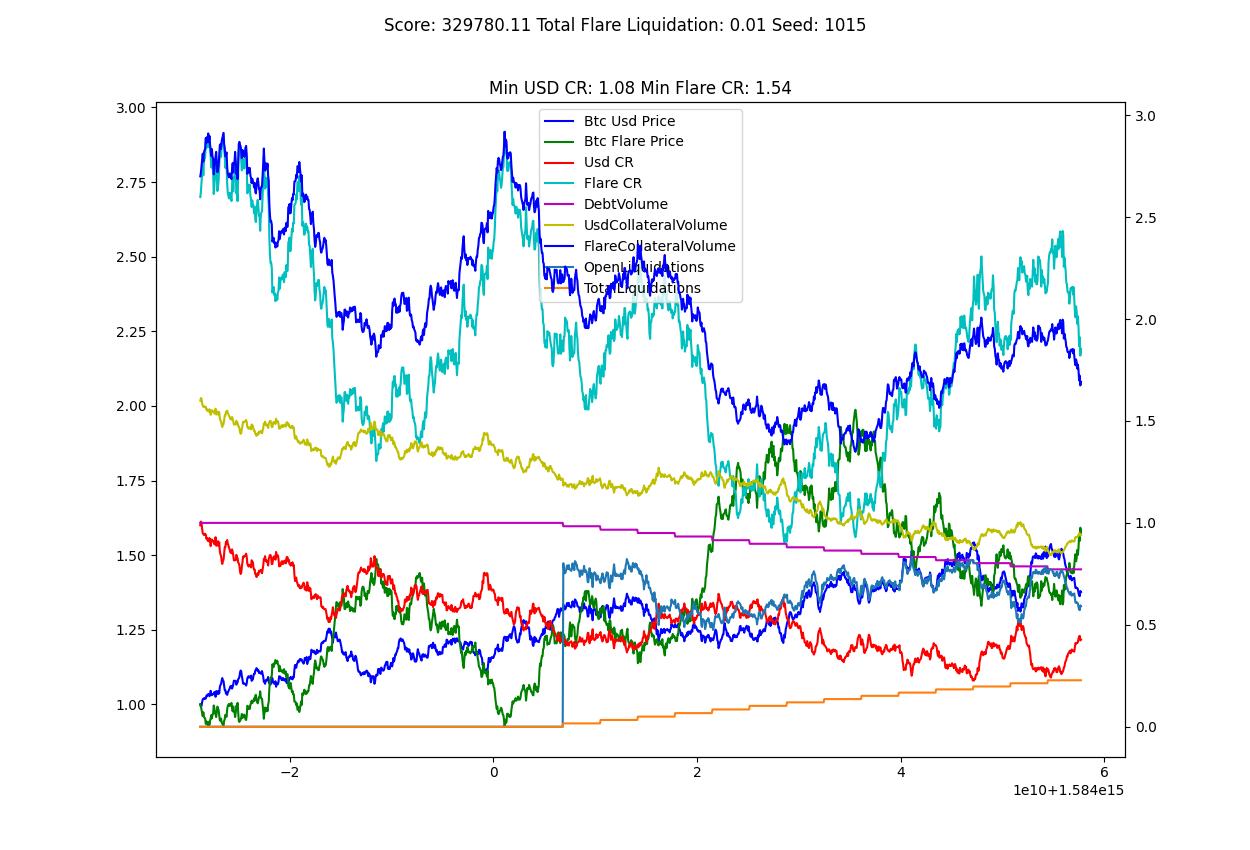 Score: 329780.11 Total Flare Liquidation: 0.01 Seed: 1015
Min USD CR: 1.08 Min Flare CR: 1.54
3.00
2.75
2.50
2.25
2.00
1.75
1.50
1.25
1.00
Btc Usd Price
Btc Flare Price
Usd CR
Flare CR
DebtVolume
UsdCollateralVolume
FlareCollateralVolume
OpenLiquidations
TotalLiquidations
3.0
2.5
2.0
1.5
1.0
0.5
0.0
−2 0 2 4 6
1e10+1.584e15